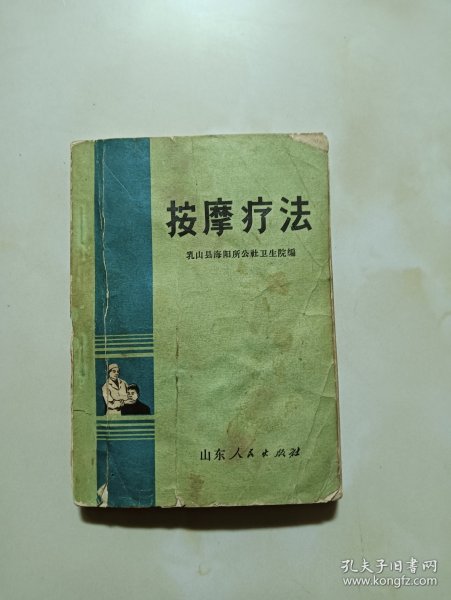 按摩疗法
乳山县海阳所公社卫生院编
山东人民出版社
孔夫子旧书网
www.kongfz.com